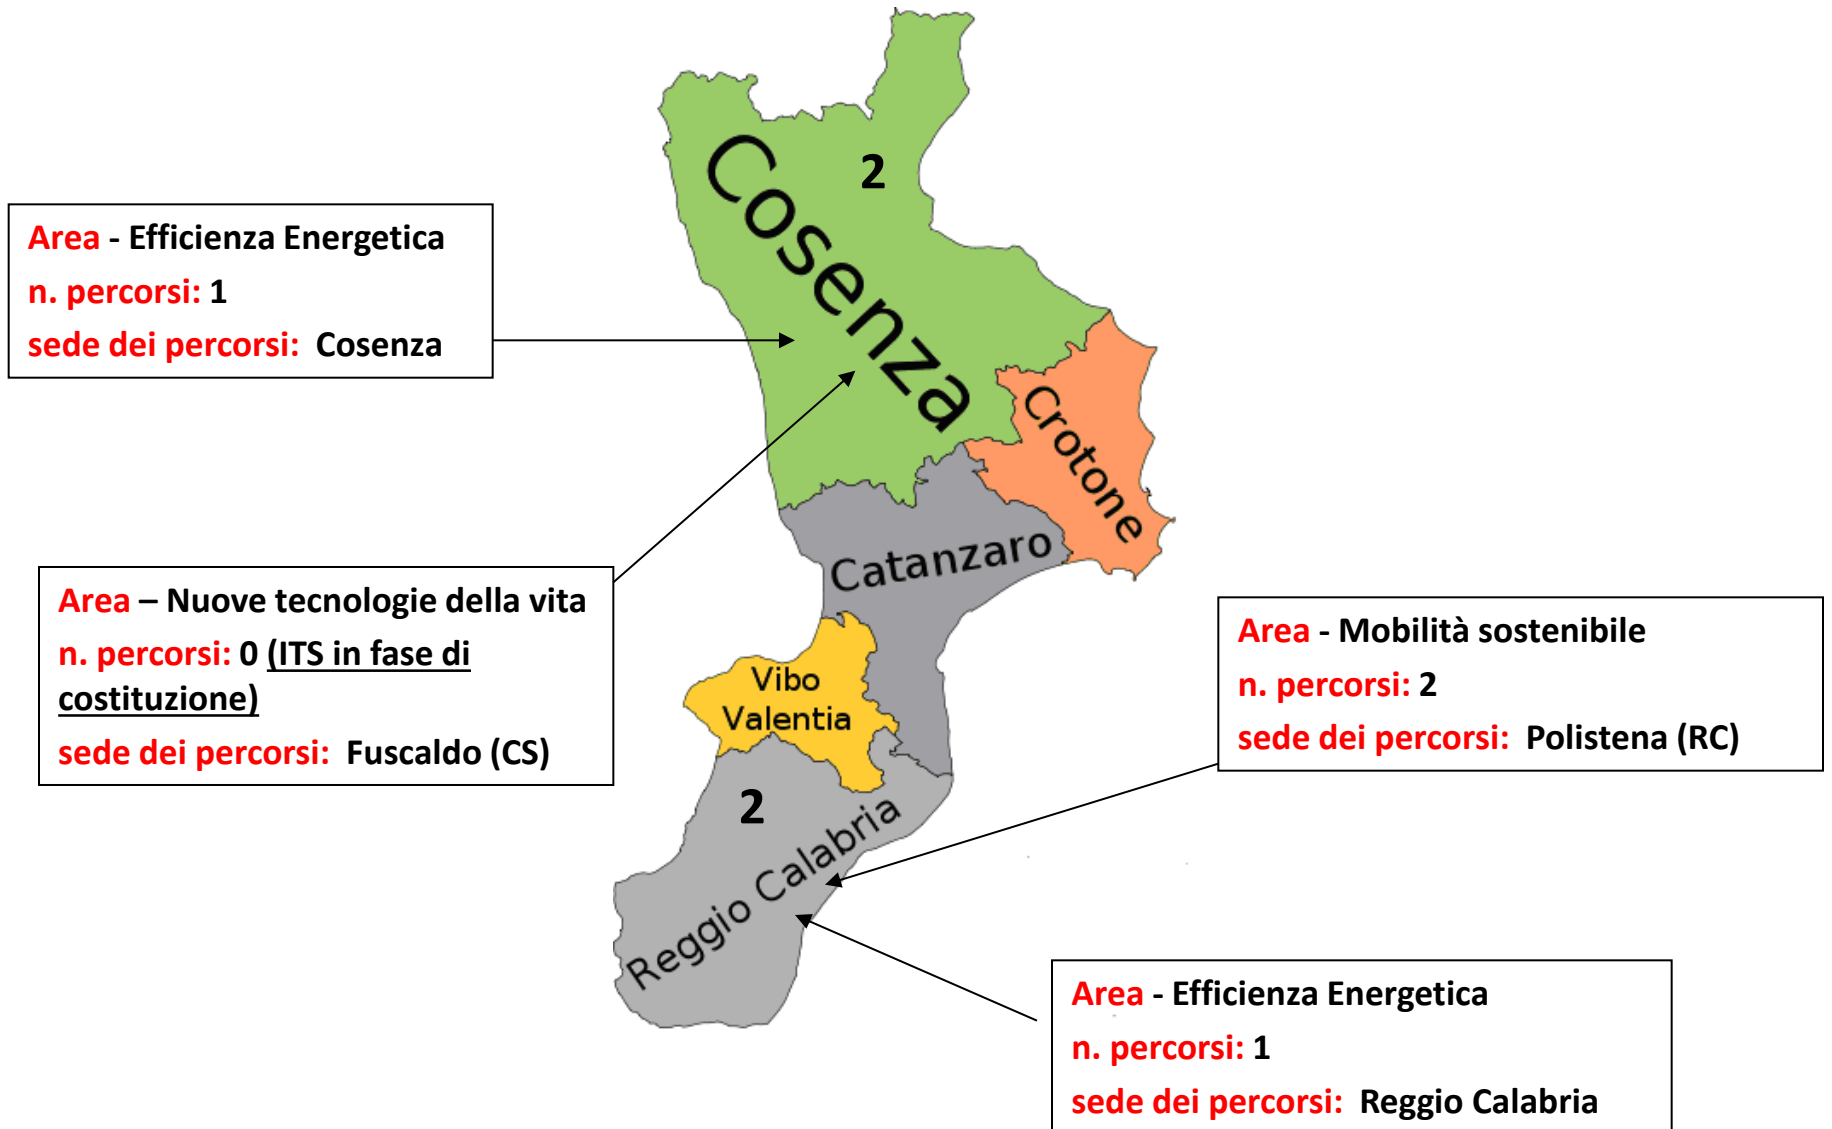 Cosenza
2
Area - Efficienza Energetica
n. percorsi: 1
sede dei percorsi: Cosenza
Crotone
Catanzaro
Area – Nuove tecnologie della vita
n. percorsi: 0 (ITS in fase di
costituzione)
sede dei percorsi: Fuscaldo (CS)
Vibo
Valentia
Area - Mobilità sostenibile
n. percorsi: 2
sede dei percorsi: Polistena (RC)
2
Reggio Calabria
Area - Efficienza Energetica
n. percorsi: 1
sede dei percorsi: Reggio Calabria